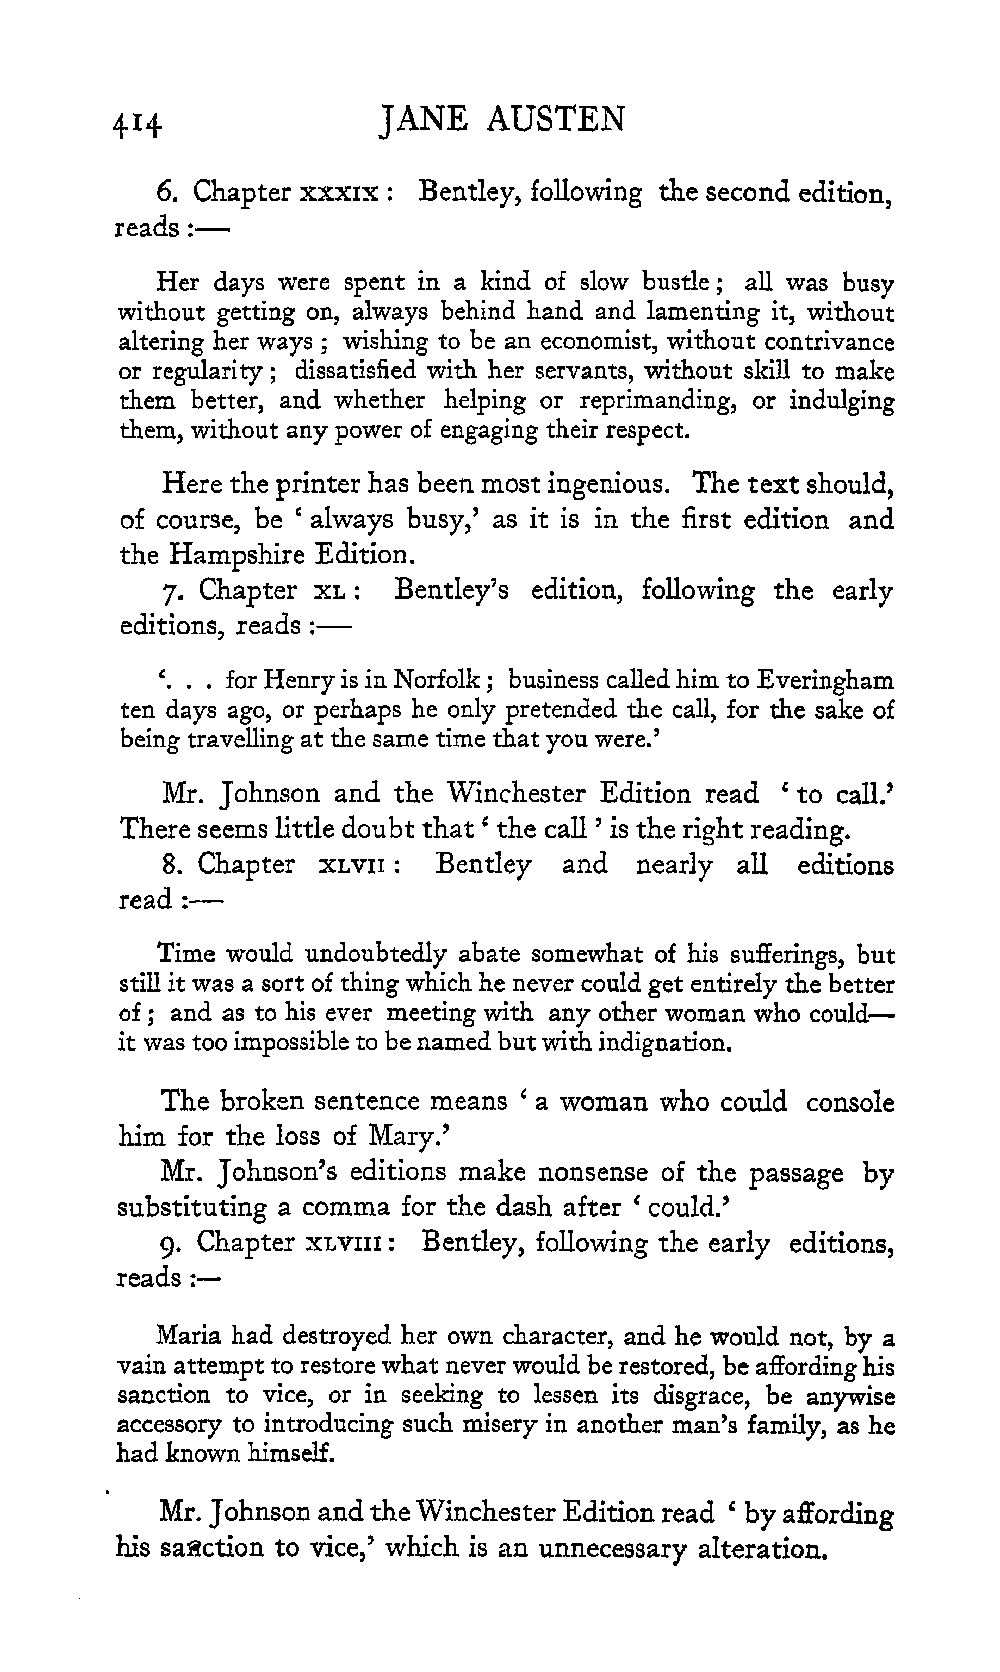 414 JANE AUSTEN
6. Chapter xxxix : Bentley, following the second edition,
reads :—
Her days were spent in a kind of slow bustle ; all was busy
without getting on, always behind hand and lamenting it, without
altering her ways ; wishing to be an economist, without contrivance
or regularity ; dissatisfied with her servants, without skill to make
them better, and whether helping or reprimanding, or indulging
them, without any power of engaging their respect.
Here the printer has been most ingenious. The text should,
of course, be ‘ always busy,’ as it is in the first edition and
the Hampshire Edition.
7. Chapter xl : Bentley’s edition, following the early
editions, reads :—
‘. . . for Henry is in Norfolk ; business called him to Everingham
ten days ago, or perhaps he only pretended the call, for the sake of
being travelling at the same time that you were.’
Mr. Johnson and the Winchester Edition read ‘ to call.’
There seems little doubt that ‘ the call ’ is the right reading.
8. Chapter xlvii : Bentley and nearly all editions
read :—
Time would undoubtedly abate somewhat of his sufferings, but
still it was a sort of thing which he never could get entirely the better
of ; and as to his ever meeting with any other woman who could—
it was too impossible to be named but with indignation.
The broken sentence means ‘ a woman who could console
him for the loss of Mary.’
Mr. Johnson’s editions make nonsense of the passage by
substituting a comma for the dash after ‘ could.’
9. Chapter xlviii : Bentley, following the early editions,
reads :—
Maria had destroyed her own character, and he would not, by a
vain attempt to restore what never would be restored, be affording his
sanction to vice, or in seeking to lessen its disgrace, be anywise
accessory to introducing such misery in another man’s family, as he
had known himself.
Mr. Johnson and the Winchester Edition read ‘ by affording
his sanction to vice,’ which is an unnecessary alteration.